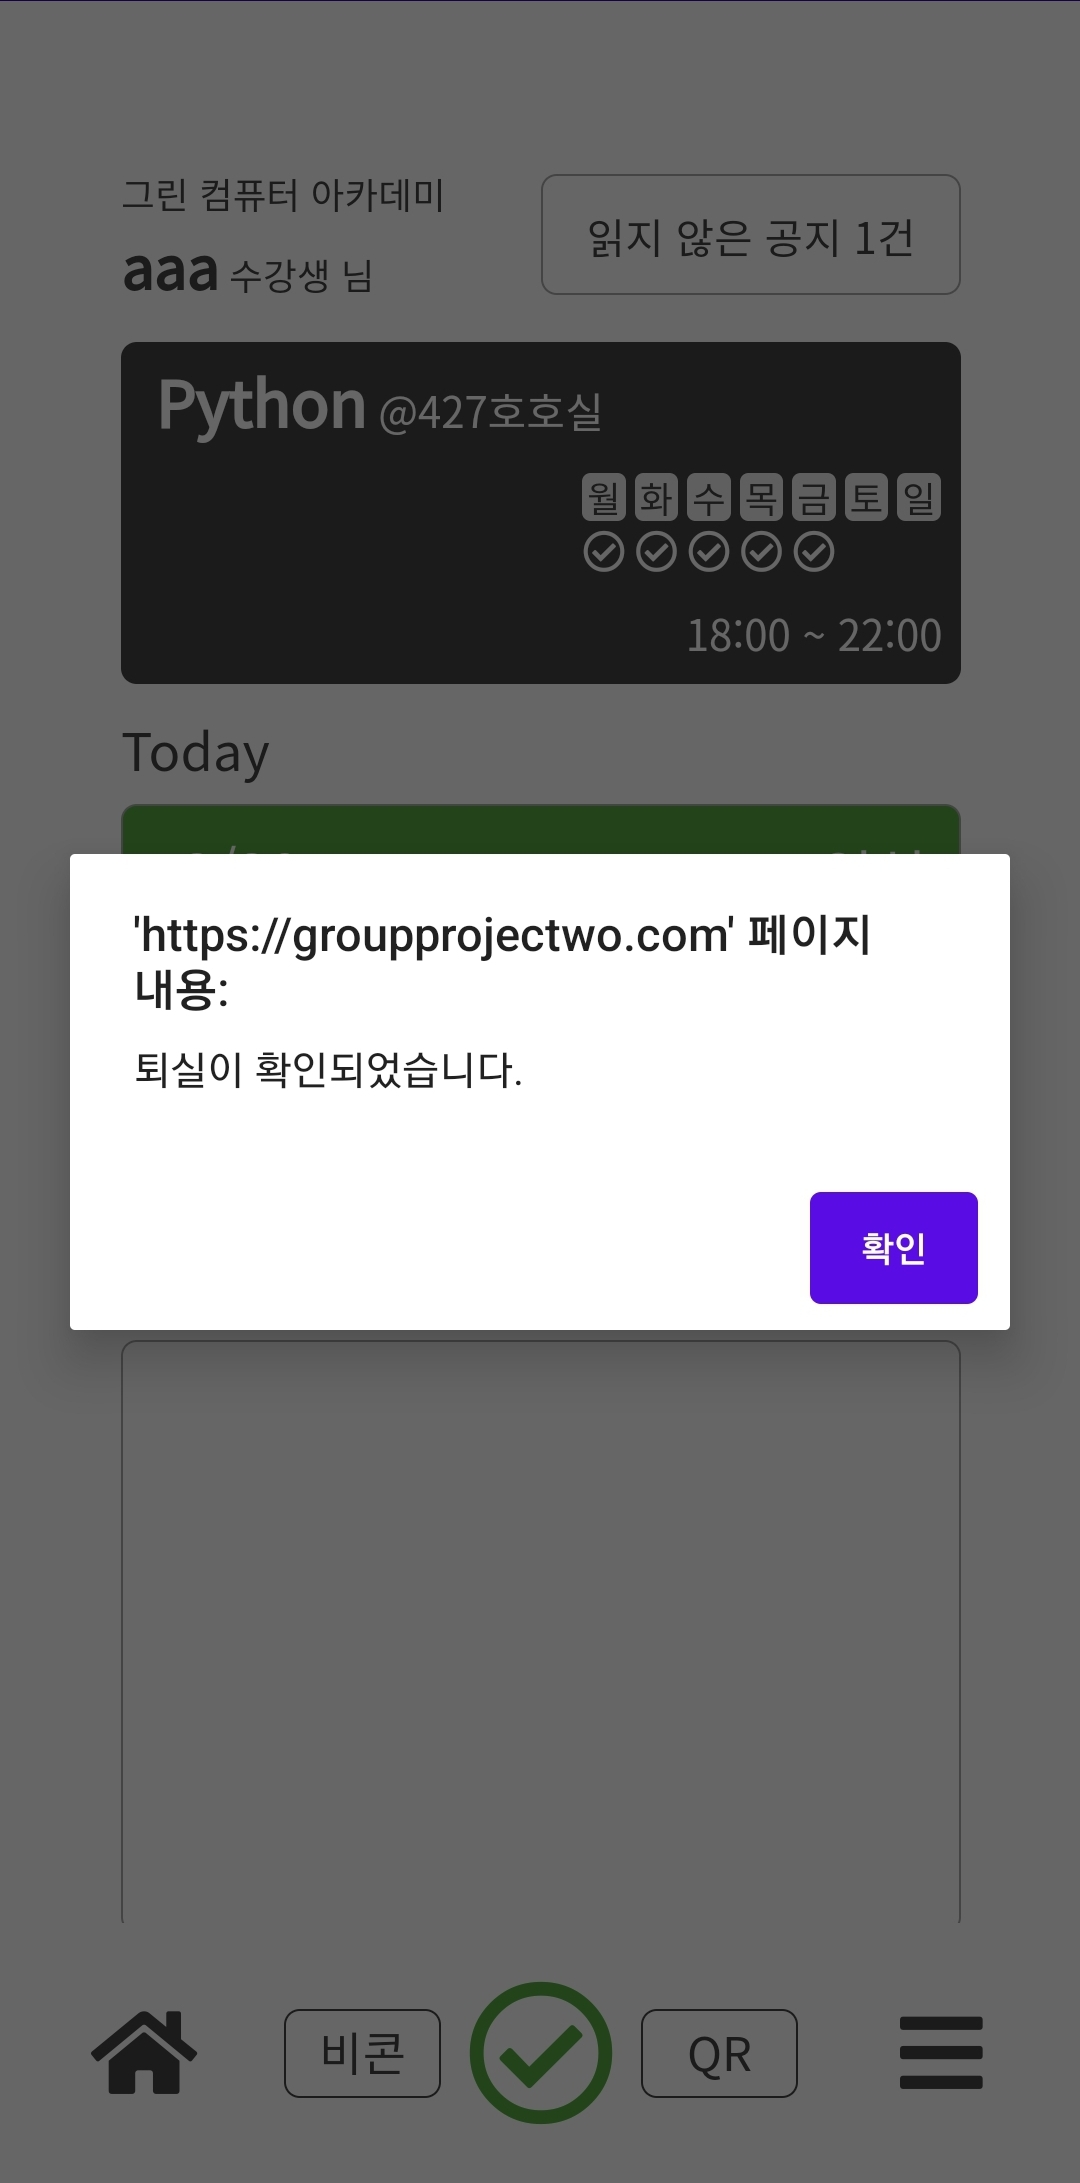 그린 컴퓨터 아카데미
aaa 수강생 님
읽지 않은 공지 1건
Python @427호호실
월 화 수 목 금 토 일
18:00 ~ 22:00
Today
'https://groupprojectwo.com' 페이지
내용:
퇴실이 확인되었습니다.
확인
비콘
QR